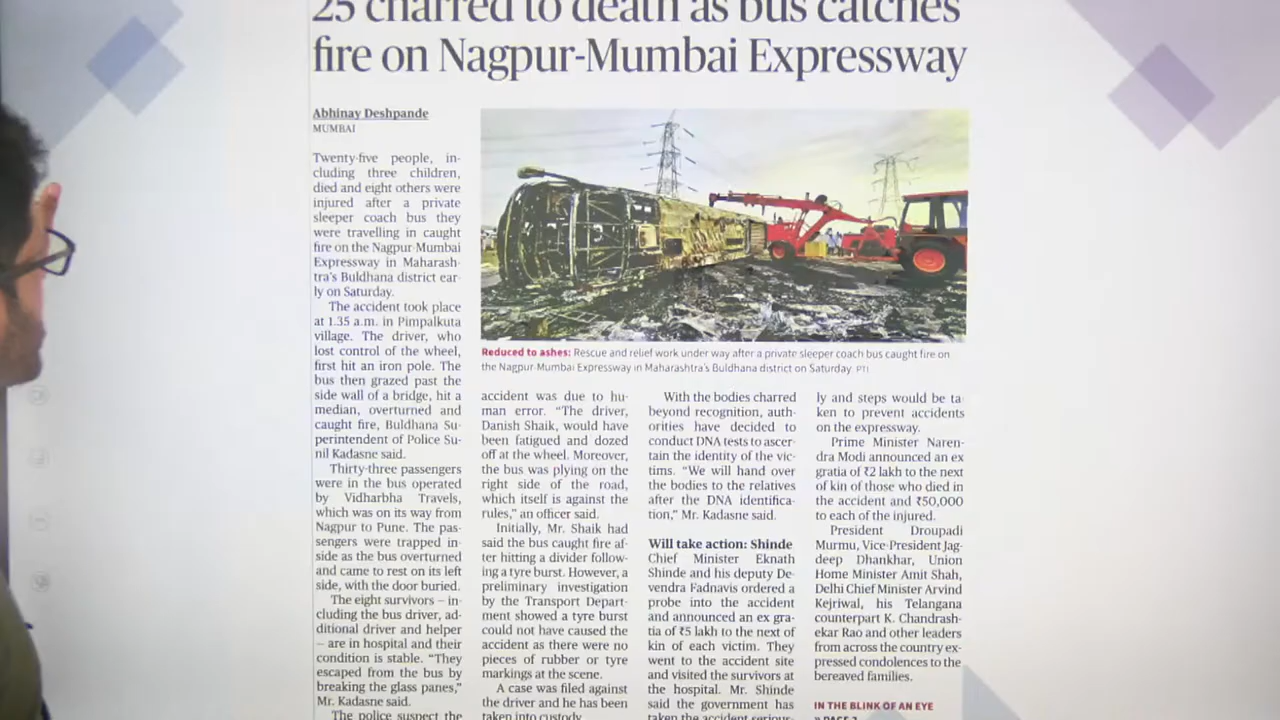 25 charred to death as bus catches
fire on Nagpur-Mumbai Expressway
Abhinay Deshpande
MUMBAI
Twenty-five people, in-
cluding three children,
died and eight others were
injured after a private
sleeper coach bus they
were travelling in caught
fire on the Nagpur-Mumbai
Expressway in Maharash-
tra's Buldhana district ear-
ly on Saturday.
The accident took place
at 1.35 a.m. in Pimpalkuta
village. The driver, who
lost control of the wheel,
first hit an iron pole. The
bus then grazed past the
side wall of a bridge, hit a
median, overturned and
caught fire, Buldhana Su-
perintendent of Police Su-
nil Kadasne said.
Thirty-three passengers
were in the bus operated
by Vidharbha Travels,
which was on its way from
Nagpur to Pune. The pas-
sengers were trapped in-
side as the bus overturned
and came to rest on its left
side, with the door buried.
The eight survivors – in-
cluding the bus driver, ad-
ditional driver and helper
– are in hospital and their
condition is stable. “They
escaped from the bus by
breaking the glass panes,”
Mr. Kadasne said.
The police suspect the
Reduced to ashes: Rescue and relief work under way after a private sleeper coach bus caught fire on
the Nagpur-Mumbai Expressway in Maharashtra's Buldhana district on Saturday. PTI
accident was due to hu-
man error. “The driver,
Danish Shaik, would have
been fatigued and dozed
off at the wheel. Moreover,
the bus was plying on the
right side of the road,
which itself is against the
rules,” an officer said.
Initially, Mr. Shaik had
said the bus caught fire af-
ter hitting a divider follow-
ing a tyre burst. However, a
preliminary investigation
by the Transport Depart-
ment showed a tyre burst
could not have caused the
accident as there were no
pieces of rubber or tyre
markings at the scene.
A case was filed against
the driver and he has been
taken into custody.
With the bodies charred
beyond recognition, auth-
orities have decided to
conduct DNA tests to ascer-
tain the identity of the vic-
tims. “We will hand over
the bodies to the relatives
after the DNA identifica-
tion,” Mr. Kadasne said.
Will take action: Shinde
Chief Minister Eknath
Shinde and his deputy De-
vendra Fadnavis ordered a
probe into the accident
and announced an ex gra-
tia of ₹5 lakh to the next of
kin of each victim. They
went to the accident site
and visited the survivors at
the hospital. Mr. Shinde
said the government has
taken the accident serious-
ly and steps would be ta-
ken to prevent accidents
on the expressway.
Prime Minister Naren-
dra Modi announced an ex
gratia of ₹2 lakh to the next
of kin of those who died in
the accident and ₹50,000
to each of the injured.
President Droupadi
Murmu, Vice-President Jag-
deep Dhankhar, Union
Home Minister Amit Shah,
Delhi Chief Minister Arvind
Kejriwal, his Telangana
counterpart K. Chandrash-
ekar Rao and other leaders
from across the country ex-
pressed condolences to the
bereaved families.
IN THE BLINK OF AN EYE
» PAGE 3